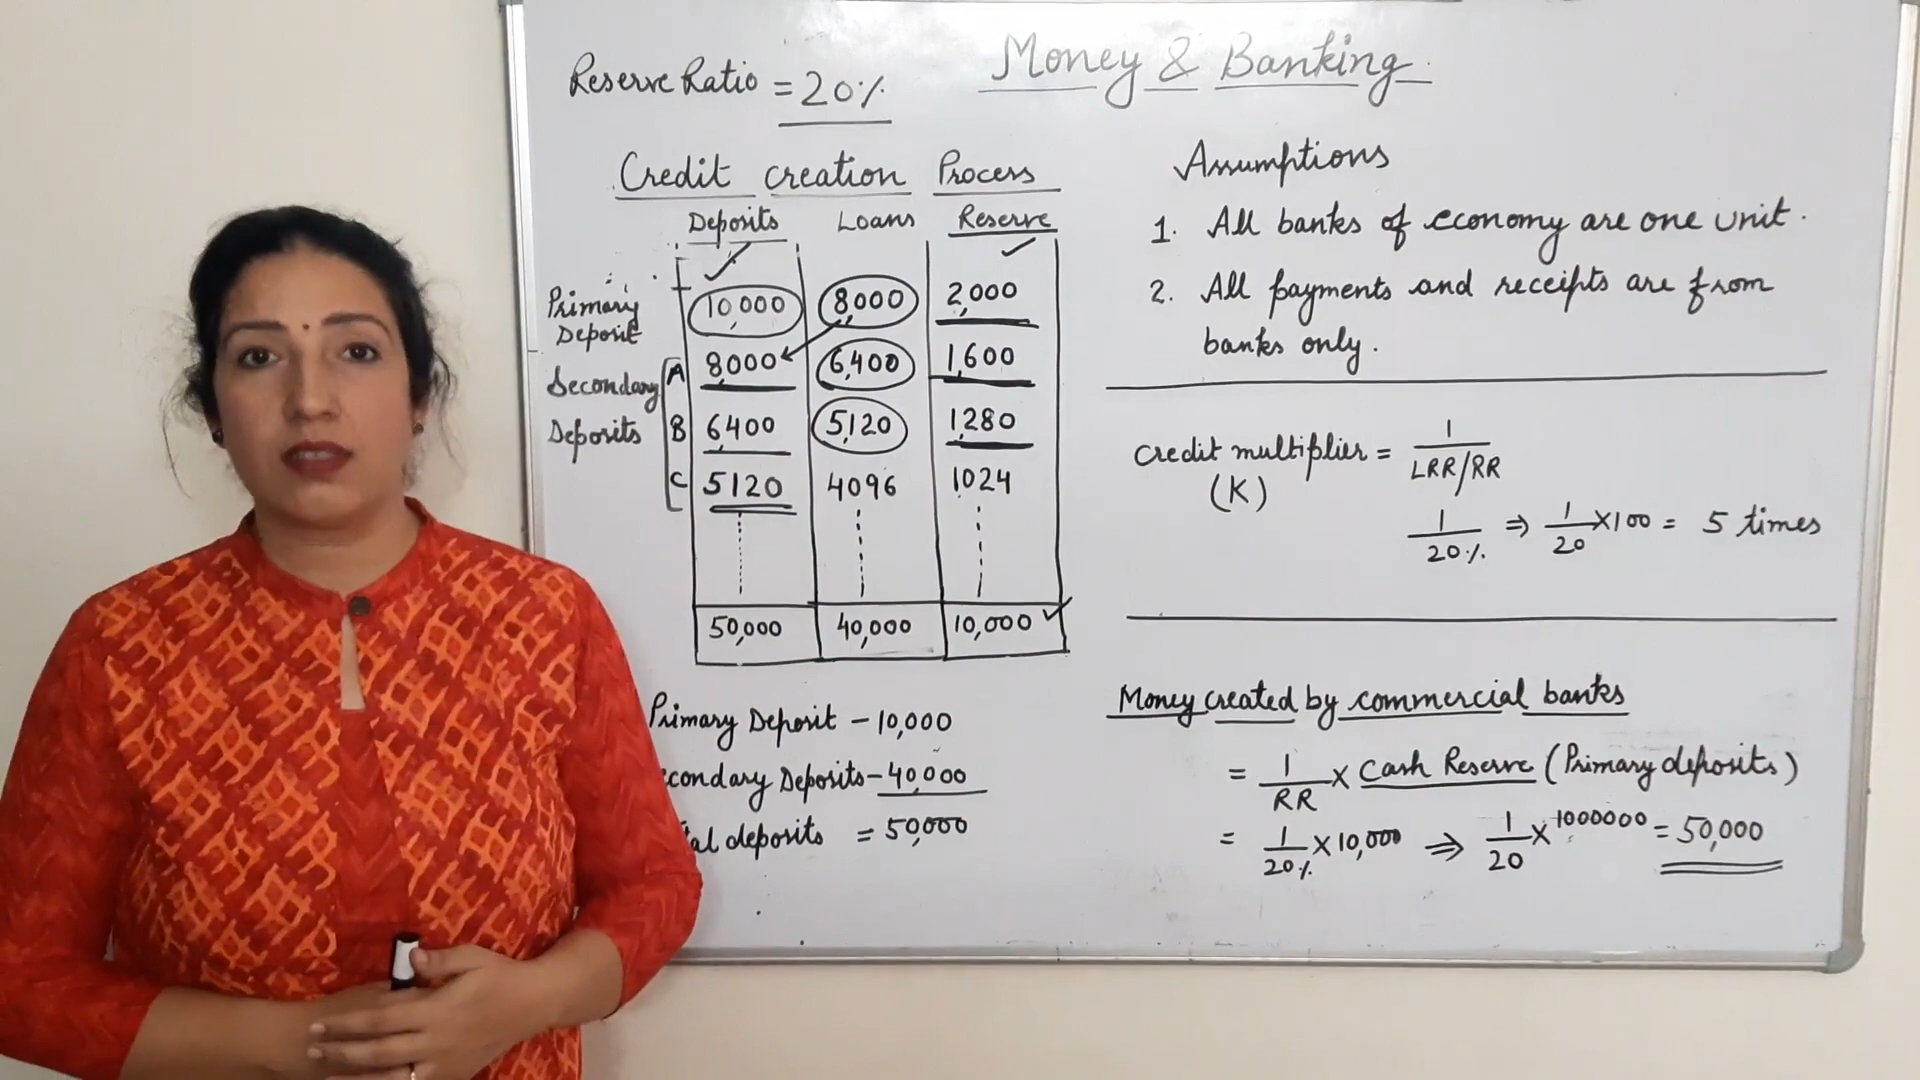 Money & Banking
Reserve Ratio = 20%
Credit creation Process
Deposits Loans Reserve
Primary Deposit 10,000 8,000 2,000
Secondary Deposits
A 8000 6,400 1,600
B 6400 5,120 1280
C 5120 4096 1024
50,000 40,000 10,000
Primary Deposit – 10,000
condary Deposits – 40,000
al deposits = 50,000
Assumptions
1. All banks of economy are one unit.
2. All payments and receipts are from
banks only.
Credit multiplier = 1/LRR/RR
(K)
1/20% ⇒ 1/20 × 100 = 5 times
Money created by commercial banks
= 1/RR × Cash Reserve (Primary deposits)
= 1/20% × 10,000 ⇒ 1/20 × 1000000 = 50,000